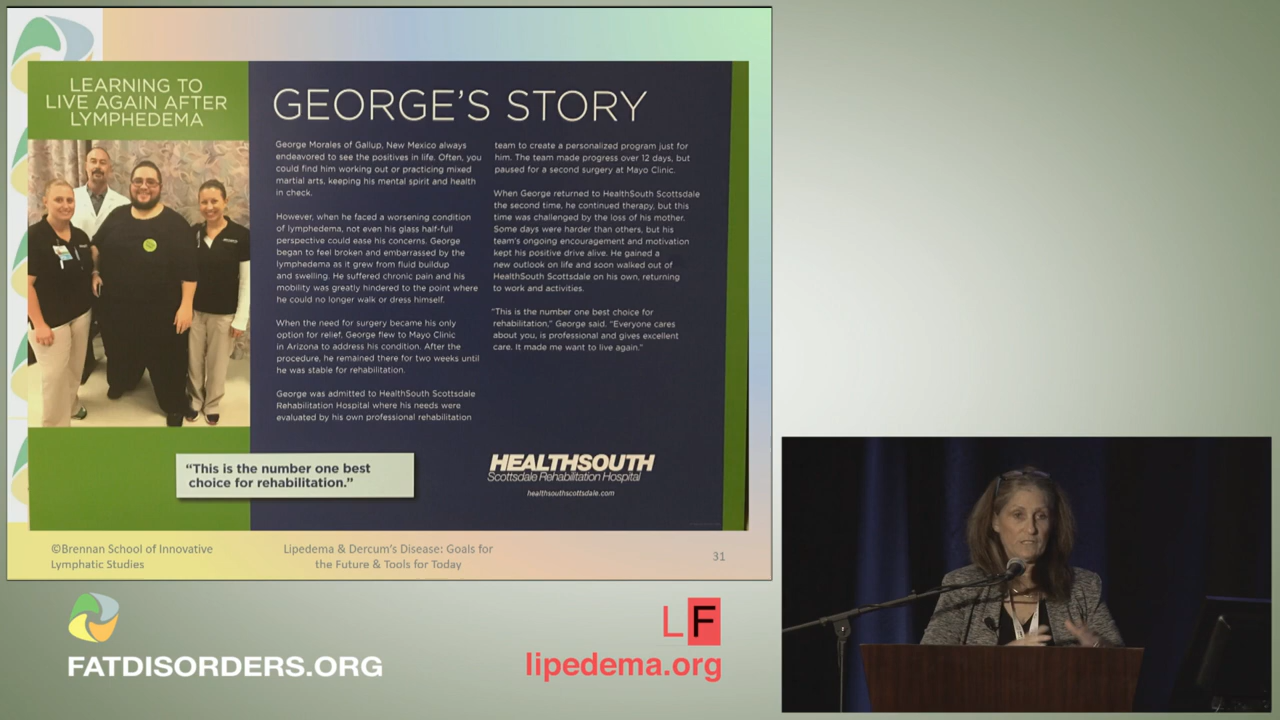 LEARNING TO
LIVE AGAIN AFTER
LYMPHEDEMA
GEORGE'S STORY
George Morales of Gallup, New Mexico always
endeavored to see the positives in life. Often, you
could find him working out or practicing mixed
martial arts, keeping his mental spirit and health
in check.
However, when he faced a worsening condition
of lymphedema, not even his glass half-full
perspective could ease his concerns. George
began to feel broken and embarrassed by the
lymphedema as it grew from fluid buildup
and swelling. He suffered chronic pain and his
mobility was greatly hindered to the point where
he could no longer walk or dress himself.
When the need for surgery became his only
option for relief, George flew to Mayo Clinic
in Arizona to address his condition. After the
procedure, he remained there for two weeks until
he was stable for rehabilitation.
George was admitted to HealthSouth Scottsdale
Rehabilitation Hospital where his needs were
evaluated by his own professional rehabilitation
team to create a personalized program just for
him. The team made progress over 12 days, but
paused for a second surgery at Mayo Clinic.
When George returned to HealthSouth Scottsdale
the second time, he continued therapy, but this
time was challenged by the loss of his mother.
Some days were harder than others, but his
team's ongoing encouragement and motivation
kept his positive drive alive. He gained a
new outlook on life and soon walked out of
HealthSouth Scottsdale on his own, returning
to work and activities.
"This is the number one best choice for
rehabilitation," George said. "Everyone cares
about you, is professional and gives excellent
care. It made me want to live again."
"This is the number one best
choice for rehabilitation."
HEALTHSOUTH
Scottsdale Rehabilitation Hospital
healthsouthscottsdale.com
©Brennan School of Innovative
Lymphatic Studies
Lipedema & Dercum's Disease: Goals for
the Future & Tools for Today
31
FATDISORDERS.ORG
LF
lipedema.org